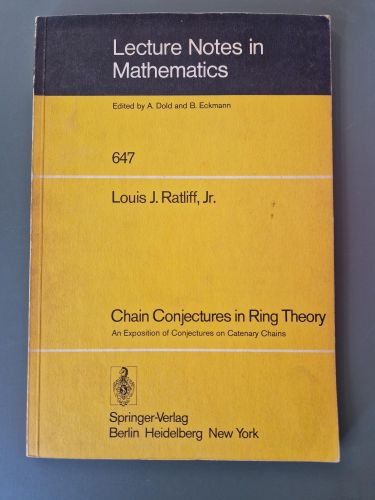 Lecture Notes in
Mathematics
Edited by A. Dold and B. Eckmann
647
Louis J. Ratliff, Jr.
Chain Conjectures in Ring Theory
An Exposition of Conjectures on Catenary Chains
Springer-Verlag
Berlin Heidelberg New York